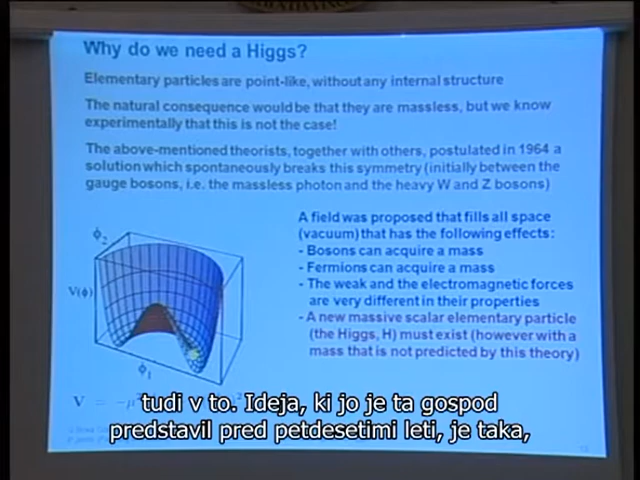 Why do we need a Higgs?
Elementary particles are point-like, without any internal structure
The natural consequence would be that they are massless, but we know
experimentally that this is not the case!
The above-mentioned theorists, together with others, postulated in 1964 a
solution which spontaneously breaks this symmetry (initially between the
gauge bosons, i.e. the massless photon and the heavy W and Z bosons)
A field was proposed that fills all space
(vacuum) that has the following effects:
- Bosons can acquire a mass
- Fermions can acquire a mass
- The weak and the electromagnetic forces
are very different in their properties
- A new massive scalar elementary particle
(the Higgs, H) must exist (however with a
mass that is not predicted by this theory)
ϕ2
V(ϕ)
ϕ1
V = -μ²
tudi v to. Ideja, ki jo je ta gospod
predstavil pred petdesetimi leti, je taka,